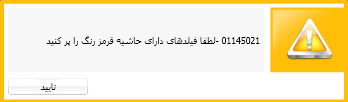 01145021 -لطفا فیلدهای دارای حاشیه قرمز رنگ را پر کنید
تایید